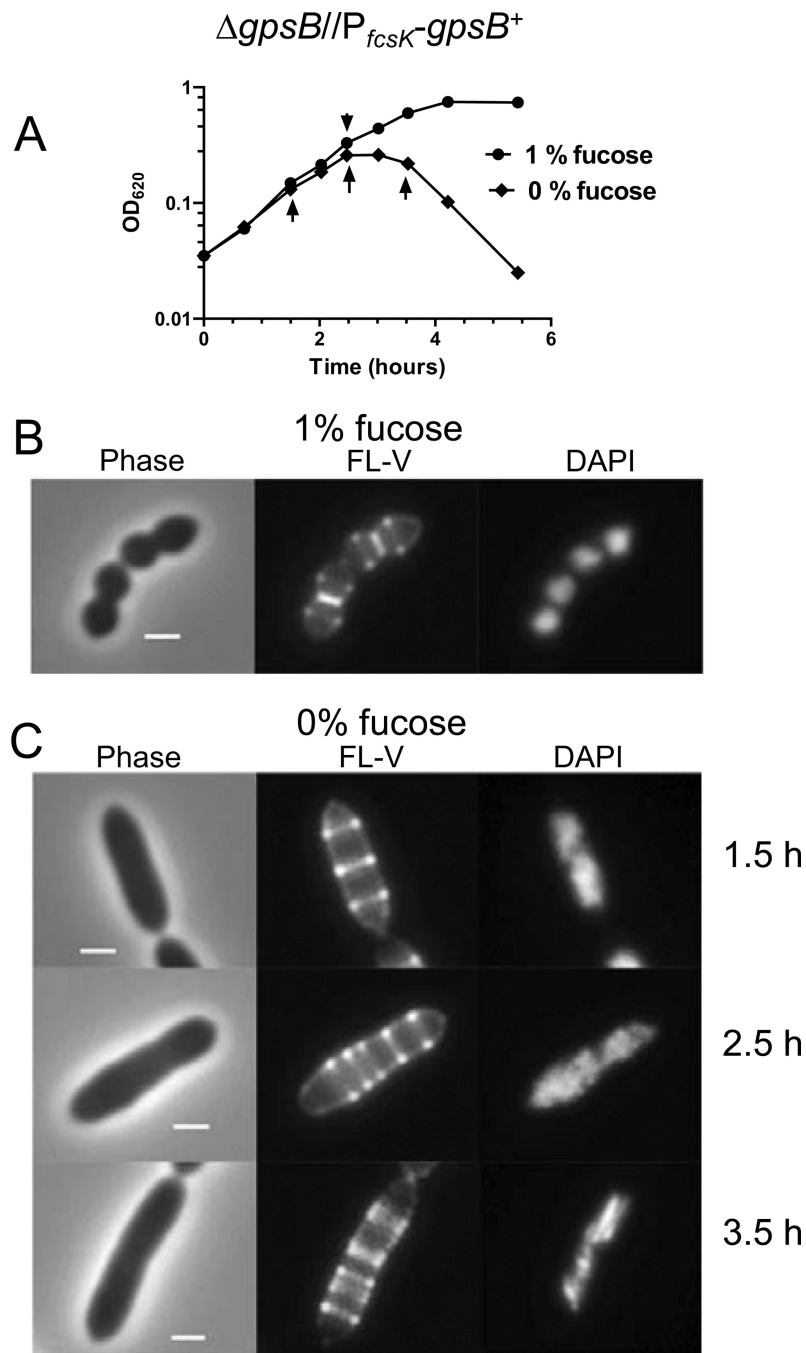 ΔgpsB//PfcsK-gpsB+
A
1
0.1
0.01
OD620
0 2 4 6
Time (hours)
1 % fucose
0 % fucose
B
1% fucose
Phase FL-V DAPI
C
0% fucose
Phase FL-V DAPI
1.5 h
2.5 h
3.5 h